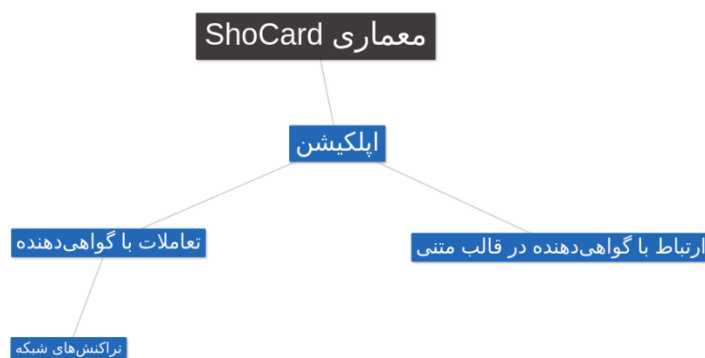 معماری ShoCard
اپلکیشن
تعاملات با گواهی‌دهنده
ارتباط با گواهی‌دهنده در قالب متنی
تراکنش‌های شبکه